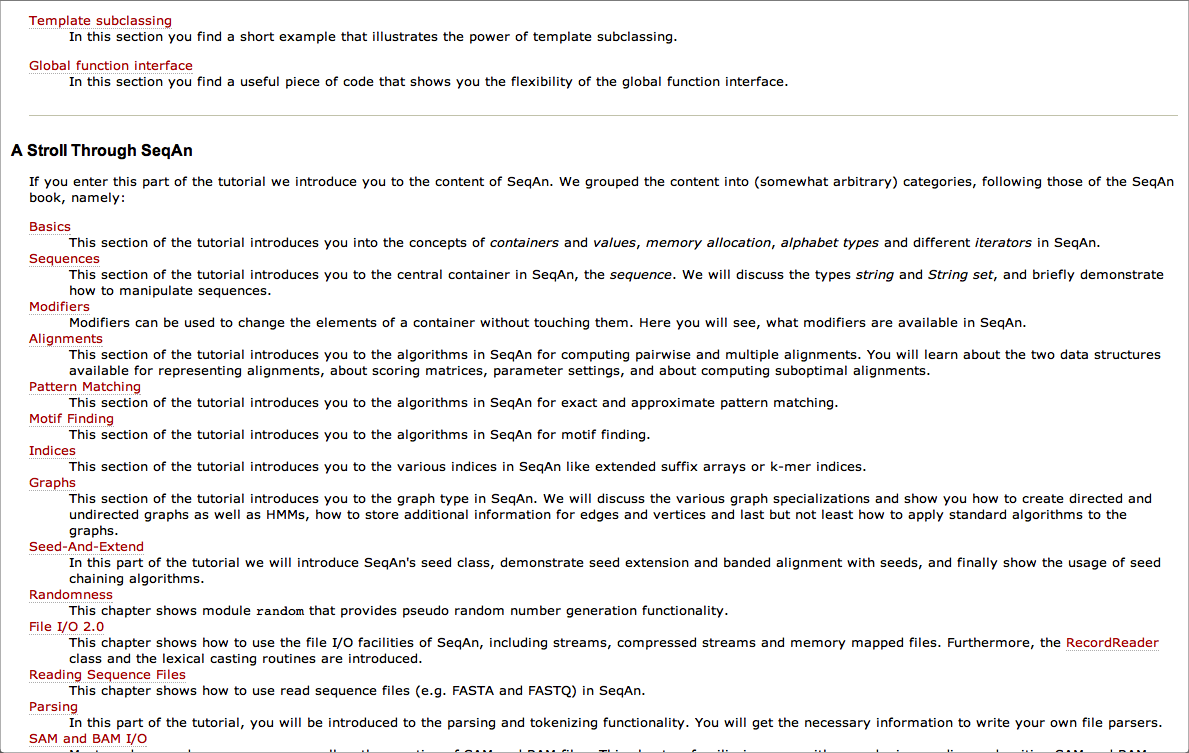 Template subclassing
In this section you find a short example that illustrates the power of template subclassing.
Global function interface
In this section you find a useful piece of code that shows you the flexibility of the global function interface.
A Stroll Through SeqAn
If you enter this part of the tutorial we introduce you to the content of SeqAn. We grouped the content into (somewhat arbitrary) categories, following those of the SeqAn
book, namely:
Basics
This section of the tutorial introduces you into the concepts of containers and values, memory allocation, alphabet types and different iterators in SeqAn.
Sequences
This section of the tutorial introduces you to the central container in SeqAn, the sequence. We will discuss the types string and String set, and briefly demonstrate
how to manipulate sequences.
Modifiers
Modifiers can be used to change the elements of a container without touching them. Here you will see, what modifiers are available in SeqAn.
Alignments
This section of the tutorial introduces you to the algorithms in SeqAn for computing pairwise and multiple alignments. You will learn about the two data structures
available for representing alignments, about scoring matrices, parameter settings, and about computing suboptimal alignments.
Pattern Matching
This section of the tutorial introduces you to the algorithms in SeqAn for exact and approximate pattern matching.
Motif Finding
This section of the tutorial introduces you to the algorithms in SeqAn for motif finding.
Indices
This section of the tutorial introduces you to the various indices in SeqAn like extended suffix arrays or k-mer indices.
Graphs
This section of the tutorial introduces you to the graph type in SeqAn. We will discuss the various graph specializations and show you how to create directed and
undirected graphs as well as HMMs, how to store additional information for edges and vertices and last but not least how to apply standard algorithms to the
graphs.
Seed-And-Extend
In this part of the tutorial we will introduce SeqAn's seed class, demonstrate seed extension and banded alignment with seeds, and finally show the usage of seed
chaining algorithms.
Randomness
This chapter shows module random that provides pseudo random number generation functionality.
File I/O 2.0
This chapter shows how to use the file I/O facilities of SeqAn, including streams, compressed streams and memory mapped files. Furthermore, the RecordReader
class and the lexical casting routines are introduced.
Reading Sequence Files
This chapter shows how to use read sequence files (e.g. FASTA and FASTQ) in SeqAn.
Parsing
In this part of the tutorial, you will be introduced to the parsing and tokenizing functionality. You will get the necessary information to write your own file parsers.
SAM and BAM I/O